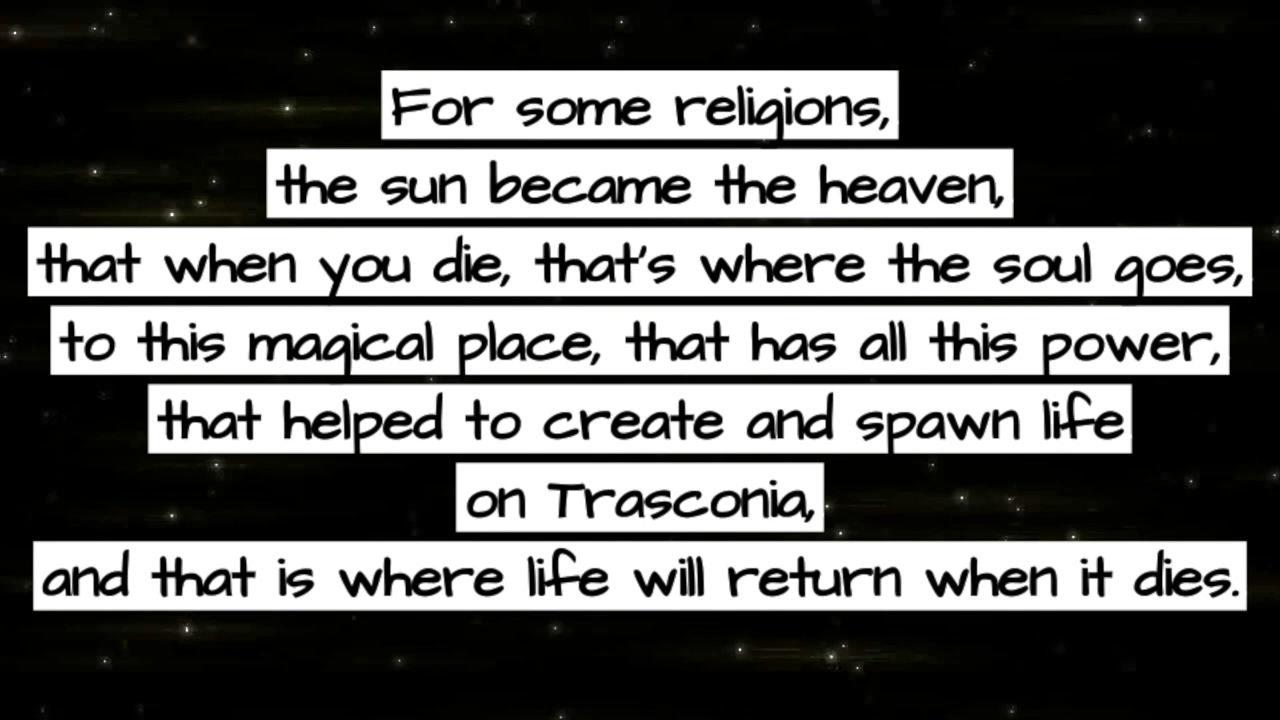 For some religions,
the sun became the heaven,
that when you die, that's where the soul goes,
to this magical place, that has all this power,
that helped to create and spawn life
on Trasconia,
and that is where life will return when it dies.